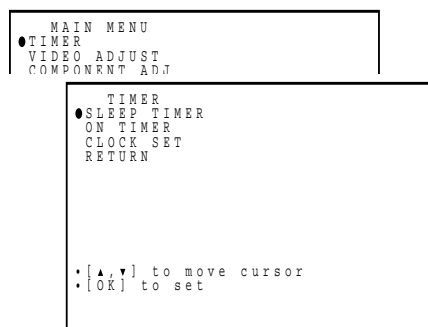 MAIN MENU
●TIMER
VIDEO ADJUST
COMPONENT ADJ
TIMER
●SLEEP TIMER
ON TIMER
CLOCK SET
RETURN
•[▲,▼] to move cursor
•[OK] to set